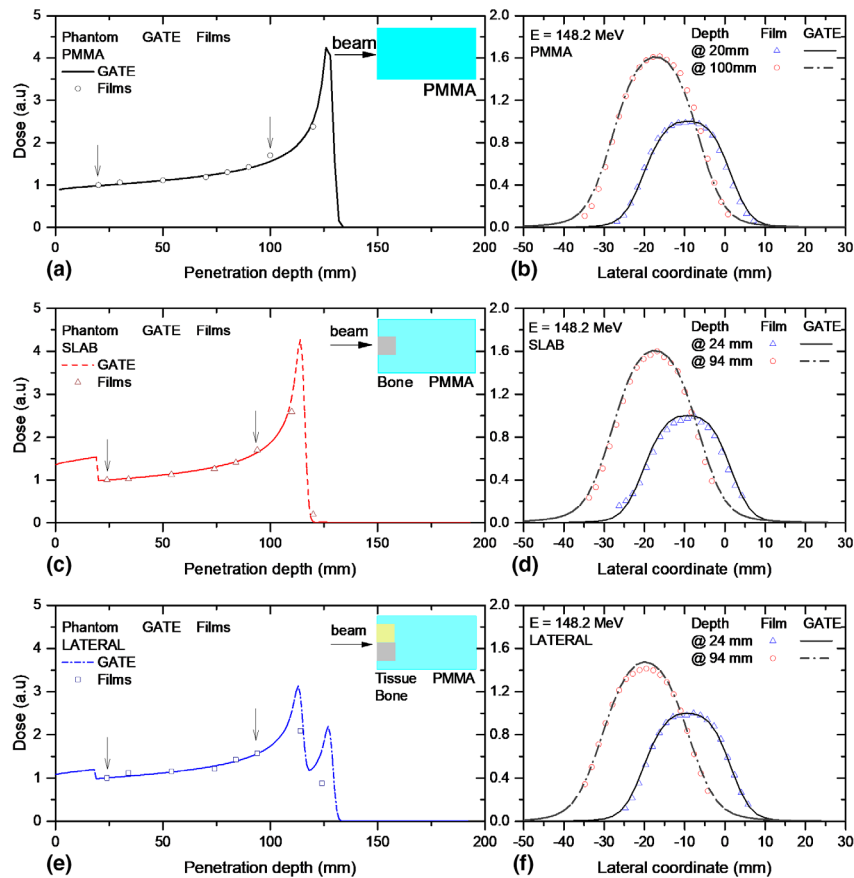 Phantom GATE Films
PMMA
GATE
Films
beam
PMMA
5
4
3
2
1
0
Dose (a.u)
0 50 100 150 200
Penetration depth (mm)
(a)
E = 148.2 MeV
PMMA
Depth Film GATE
@ 20mm
@ 100mm
2.0
1.6
1.2
0.8
0.4
0.0
-50 -40 -30 -20 -10 0 10 20 30
Lateral coordinate (mm)
(b)
Phantom GATE Films
SLAB
GATE
Films
beam
Bone PMMA
5
4
3
2
1
0
Dose (a.u)
0 50 100 150 200
Penetration depth (mm)
(c)
E = 148.2 MeV
SLAB
Depth Film GATE
@ 24 mm
@ 94 mm
2.0
1.6
1.2
0.8
0.4
0.0
-50 -40 -30 -20 -10 0 10 20 30
Lateral coordinate (mm)
(d)
Phantom GATE Films
LATERAL
GATE
Films
beam
Tissue PMMA
Bone
5
4
3
2
1
0
Dose (a.u)
0 50 100 150 200
Penetration depth (mm)
(e)
E = 148.2 MeV
LATERAL
Depth Film GATE
@ 24 mm
@ 94 mm
2.0
1.6
1.2
0.8
0.4
0.0
-50 -40 -30 -20 -10 0 10 20 30
Lateral coordinate (mm)
(f)